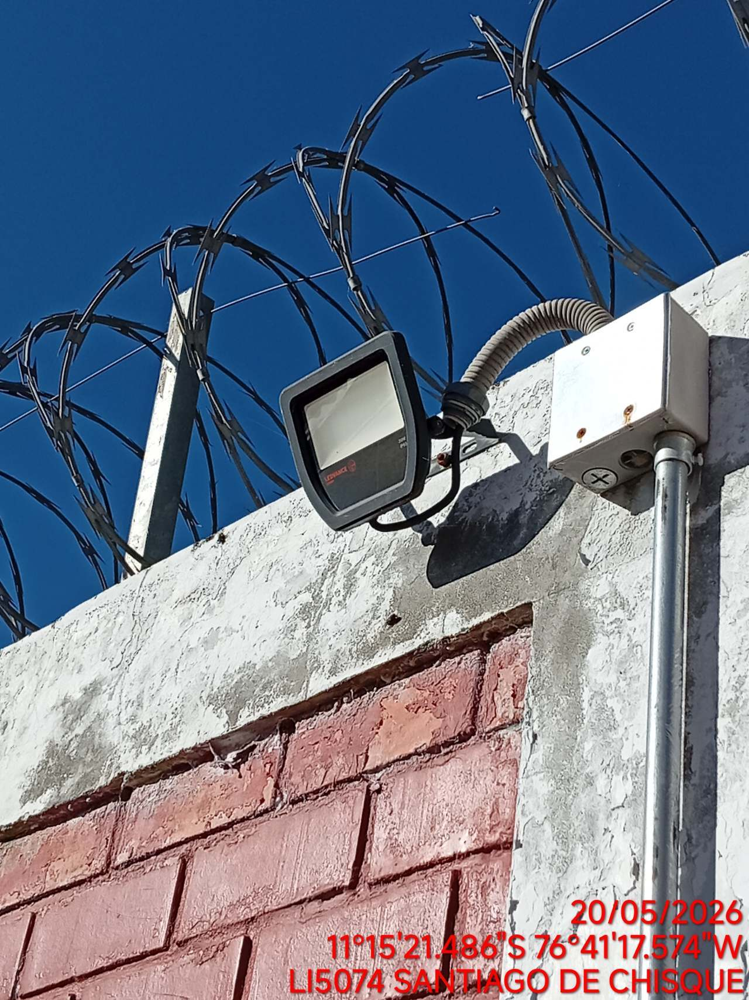 LEDVANCE
20/05/2026
11°15'21.486"S 76°41'17.574"W
LI5074 SANTIAGO DE CHISQUE